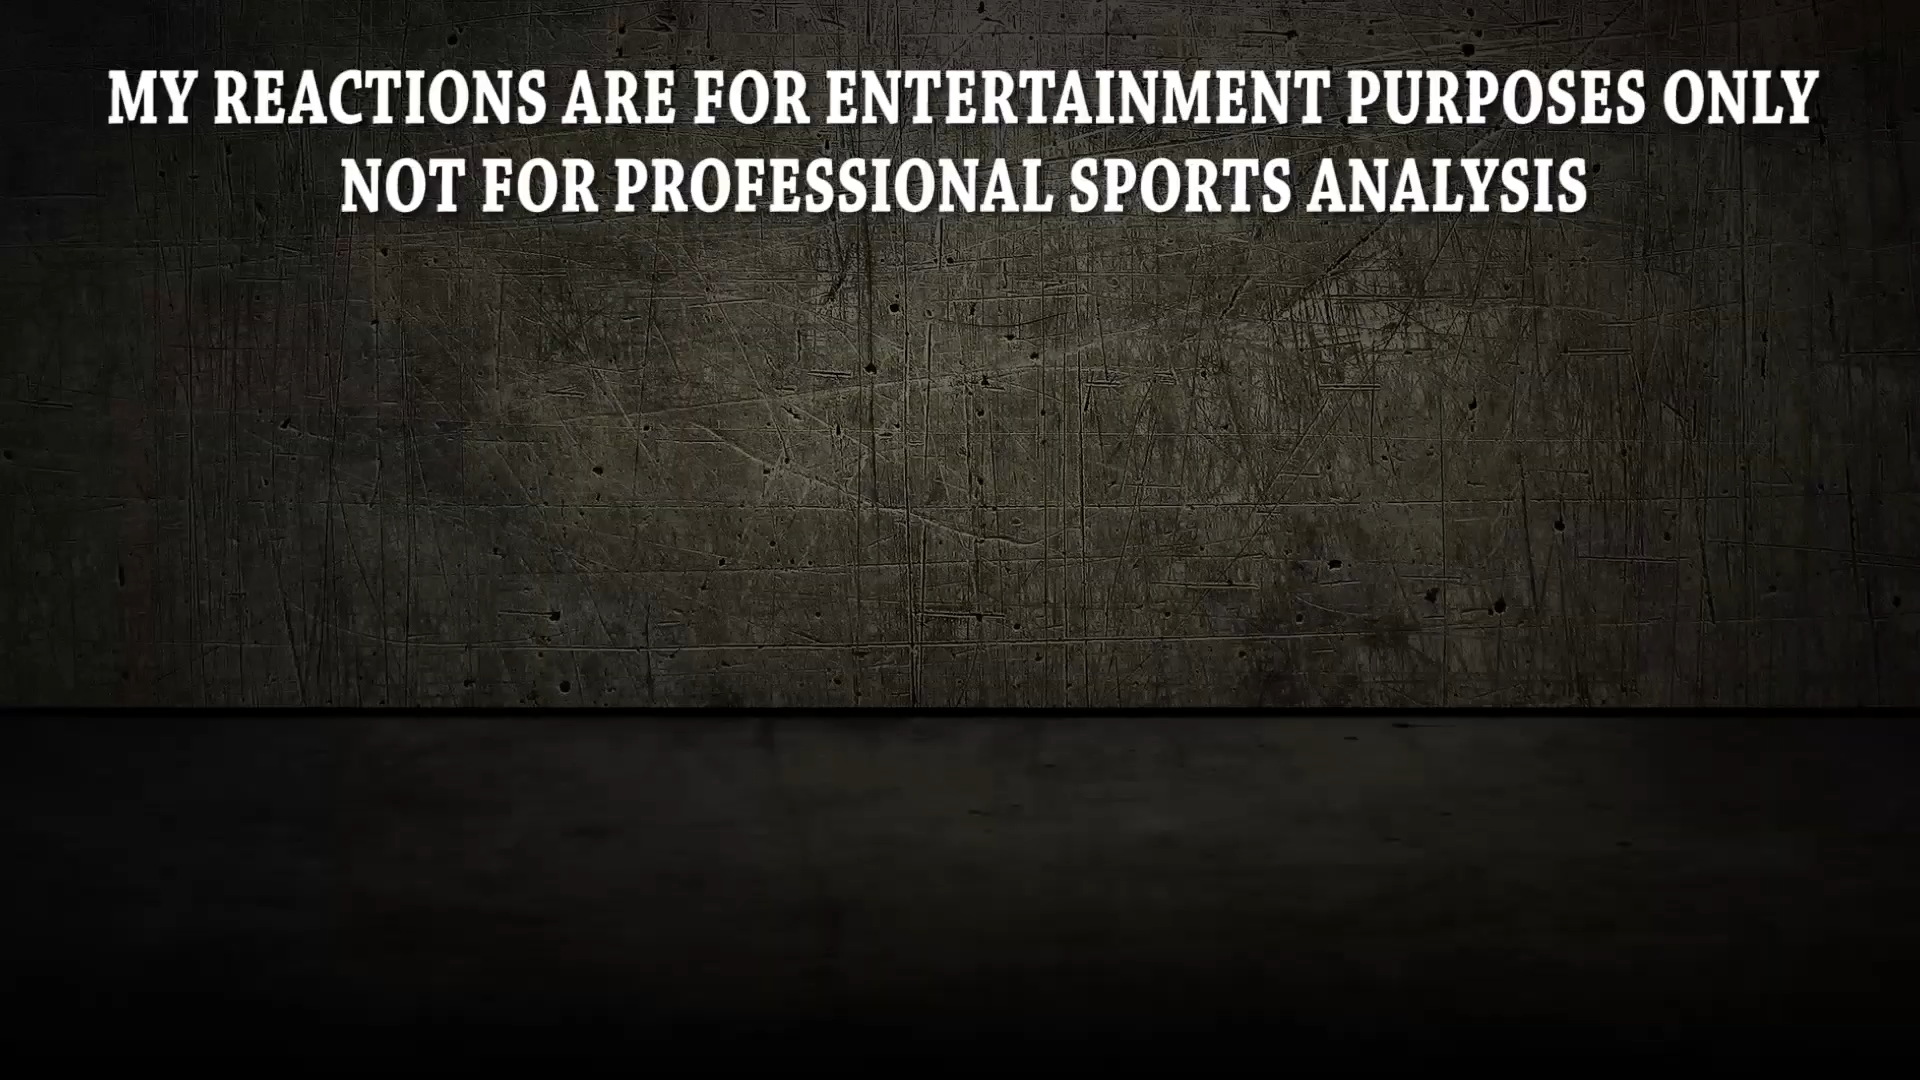 MY REACTIONS ARE FOR ENTERTAINMENT PURPOSES ONLY
NOT FOR PROFESSIONAL SPORTS ANALYSIS